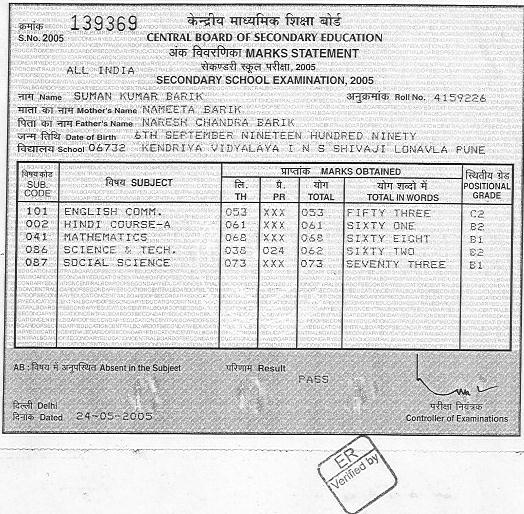 क्रमांक 139369 केन्द्रीय माध्यमिक शिक्षा बोर्ड
S.No. 2005 CENTRAL BOARD OF SECONDARY EDUCATION
अंक विवरणिका MARKS STATEMENT
सेकण्डरी स्कूल परीक्षा, 2005
ALL INDIA
SECONDARY SCHOOL EXAMINATION, 2005
नाम Name SUMAN KUMAR BARIK अनुक्रमांक Roll No. 4159226
माता का नाम Mother's Name NAMEETA BARIK
पिता का नाम Father's Name NARESH CHANDRA BARIK
जन्म तिथि Date of Birth 6TH SEPTEMBER NINETEEN HUNDRED NINETY
विद्यालय School 06732 KENDRIYA VIDYALAYA I N S SHIVAJI LONAVLA PUNE
विषय कोड SUB. CODE विषय SUBJECT प्राप्तांक MARKS OBTAINED स्थितीय ग्रेड POSITIONAL GRADE
लि. TH प्रै. PR योग TOTAL योग शब्दो में TOTAL IN WORDS
101 ENGLISH COMM. 053 XXX 053 FIFTY THREE C2
002 HINDI COURSE-A 061 XXX 061 SIXTY ONE B2
041 MATHEMATICS 068 XXX 068 SIXTY EIGHT B1
086 SCIENCE & TECH. 038 024 062 SIXTY TWO B2
087 SOCIAL SCIENCE 073 XXX 073 SEVENTY THREE B1
AB : विषय में अनुपस्थित Absent in the Subject परिणाम Result
PASS
दिल्ली Delhi परीक्षा नियंत्रक
दिनांक Dated 24-05-2005 Controller of Examinations
ER
Verified by